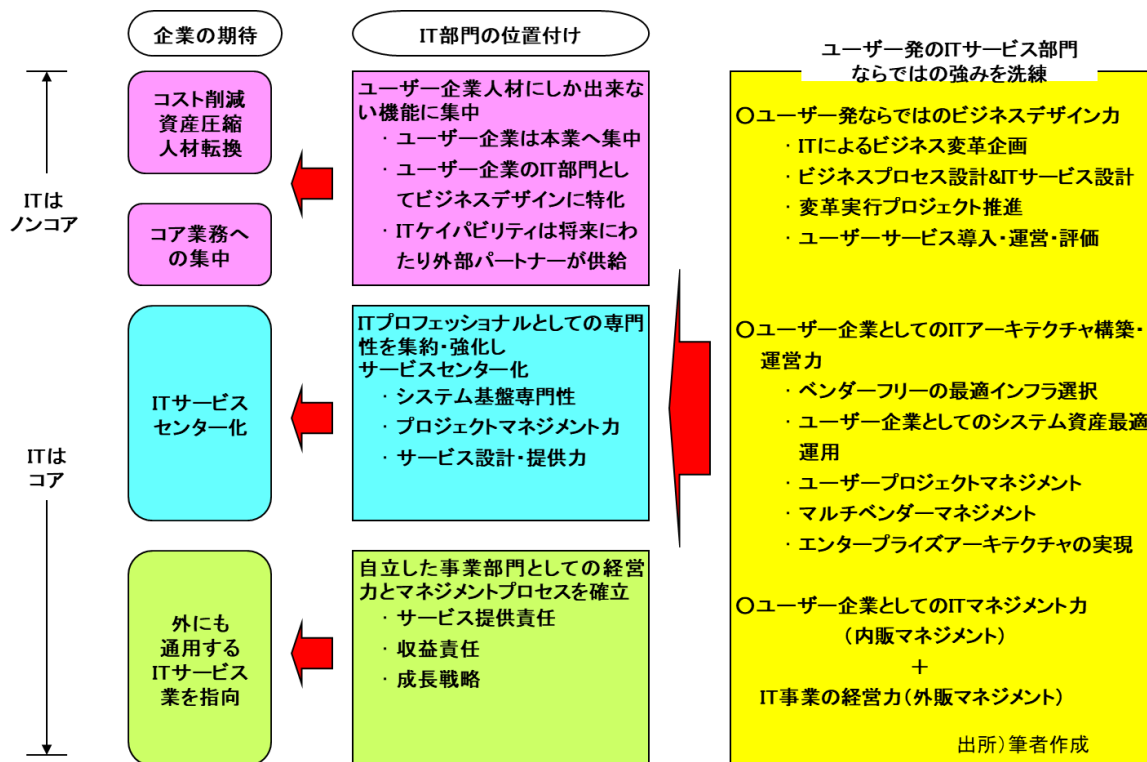 企業の期待
IT部門の位置付け
ユーザー発のITサービス部門
ならではの強みを洗練
ITは
ノンコア
コスト削減
資産圧縮
人材転換
コア業務へ
の集中
ユーザー企業人材にしか出来な
い機能に集中
・ユーザー企業は本業へ集中
・ユーザー企業のIT部門とし
てビジネスデザインに特化
・ITケイパビリティは将来にわ
たり外部パートナーが供給
ITは
コア
ITサービス
センター化
ITプロフェッショナルとしての専門
性を集約・強化し
サービスセンター化
・システム基盤専門性
・プロジェクトマネジメント力
・サービス設計・提供力
外にも
通用する
ITサービス
業を指向
自立した事業部門としての経営
力とマネジメントプロセスを確立
・サービス提供責任
・収益責任
・成長戦略
○ユーザー発ならではのビジネスデザイン力
・ITによるビジネス変革企画
・ビジネスプロセス設計&ITサービス設計
・変革実行プロジェクト推進
・ユーザーサービス導入・運営・評価
○ユーザー企業としてのITアーキテクチャ構築・
運営力
・ベンダーフリーの最適インフラ選択
・ユーザー企業としてのシステム資産最適
運用
・ユーザープロジェクトマネジメント
・マルチベンダーマネジメント
・エンタープライズアーキテクチャの実現
○ユーザー企業としてのITマネジメント力
（内販マネジメント）
+
IT事業の経営力（外販マネジメント）
出所）筆者作成